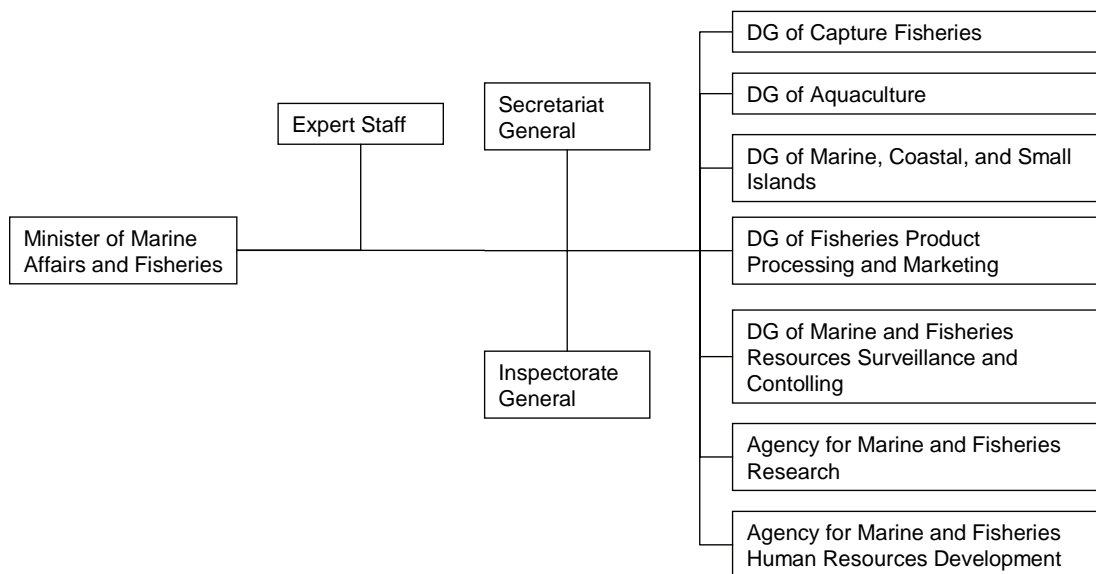 Minister of Marine
Affairs and Fisheries
Expert Staff
Secretariat
General
Inspectorate
General
DG of Capture Fisheries
DG of Aquaculture
DG of Marine, Coastal, and Small
Islands
DG of Fisheries Product
Processing and Marketing
DG of Marine and Fisheries
Resources Surveillance and
Contolling
Agency for Marine and Fisheries
Research
Agency for Marine and Fisheries
Human Resources Development